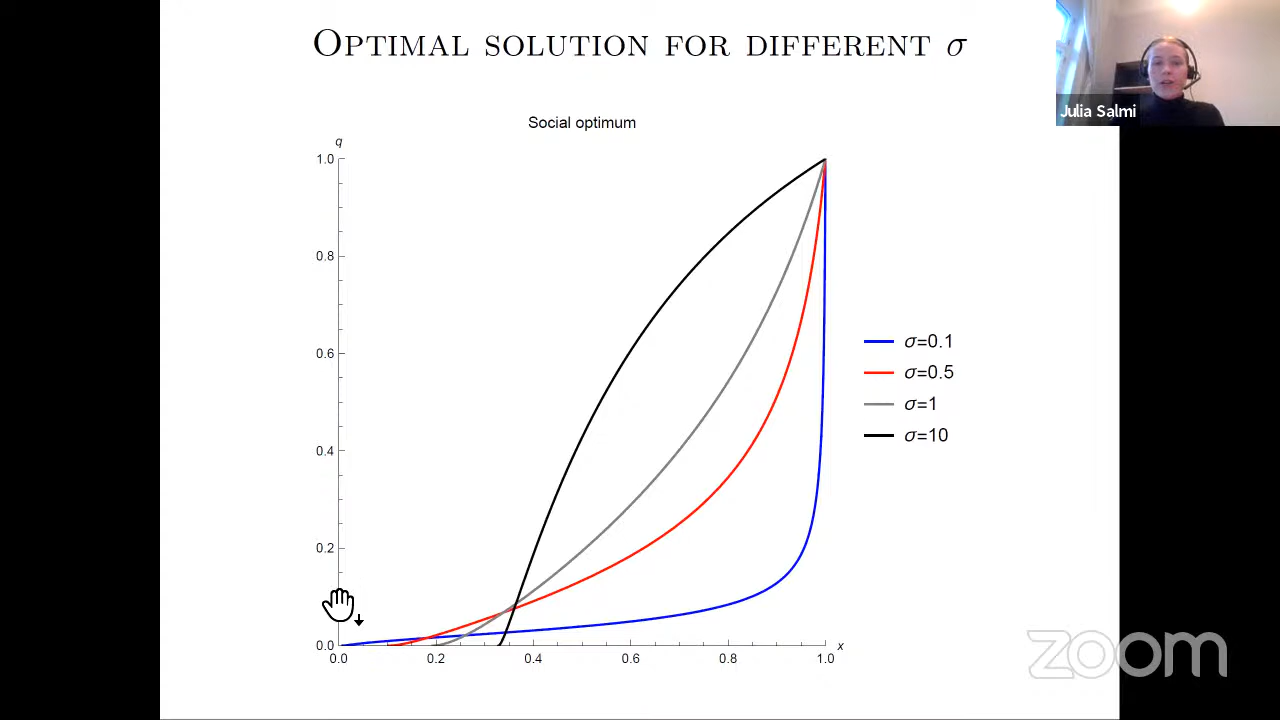 OPTIMAL SOLUTION FOR DIFFERENT σ
Julia Salmi
Social optimum
q
1.0
0.8
0.6
0.4
0.2
0.0
0.0 0.2 0.4 0.6 0.8 1.0 x
σ=0.1
σ=0.5
σ=1
σ=10
zoom